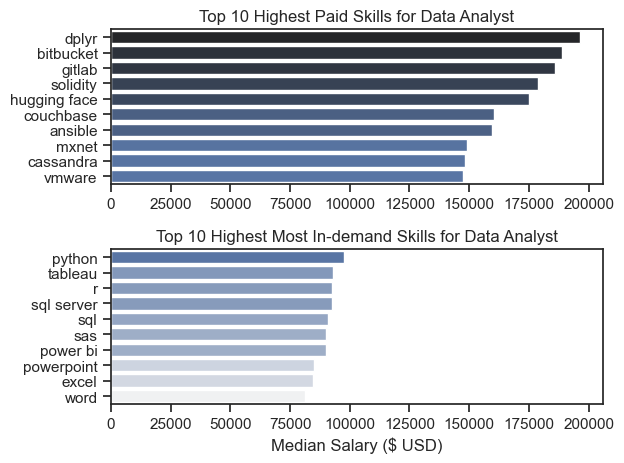 Top 10 Highest Paid Skills for Data Analyst
dplyr
bitbucket
gitlab
solidity
hugging face
couchbase
ansible
mxnet
cassandra
vmware
0 25000 50000 75000 100000 125000 150000 175000 200000
Top 10 Highest Most In-demand Skills for Data Analyst
python
tableau
r
sql server
sql
sas
power bi
powerpoint
excel
word
0 25000 50000 75000 100000 125000 150000 175000 200000
Median Salary ($ USD)